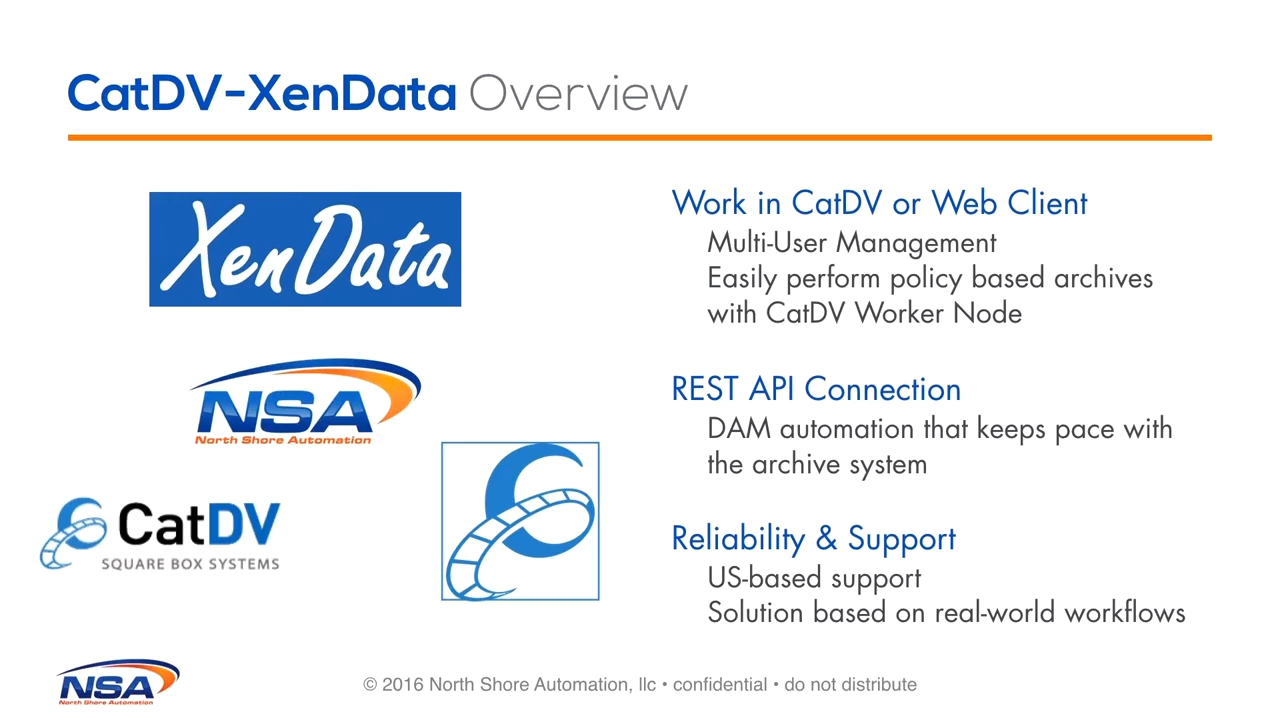 CatDV-XenData Overview
XenData
NSA
North Shore Automation
CatDV
SQUARE BOX SYSTEMS
Work in CatDV or Web Client
Multi-User Management
Easily perform policy based archives
with CatDV Worker Node
REST API Connection
DAM automation that keeps pace with
the archive system
Reliability & Support
US-based support
Solution based on real-world workflows
NSA
North Shore Automation
© 2016 North Shore Automation, llc • confidential • do not distribute